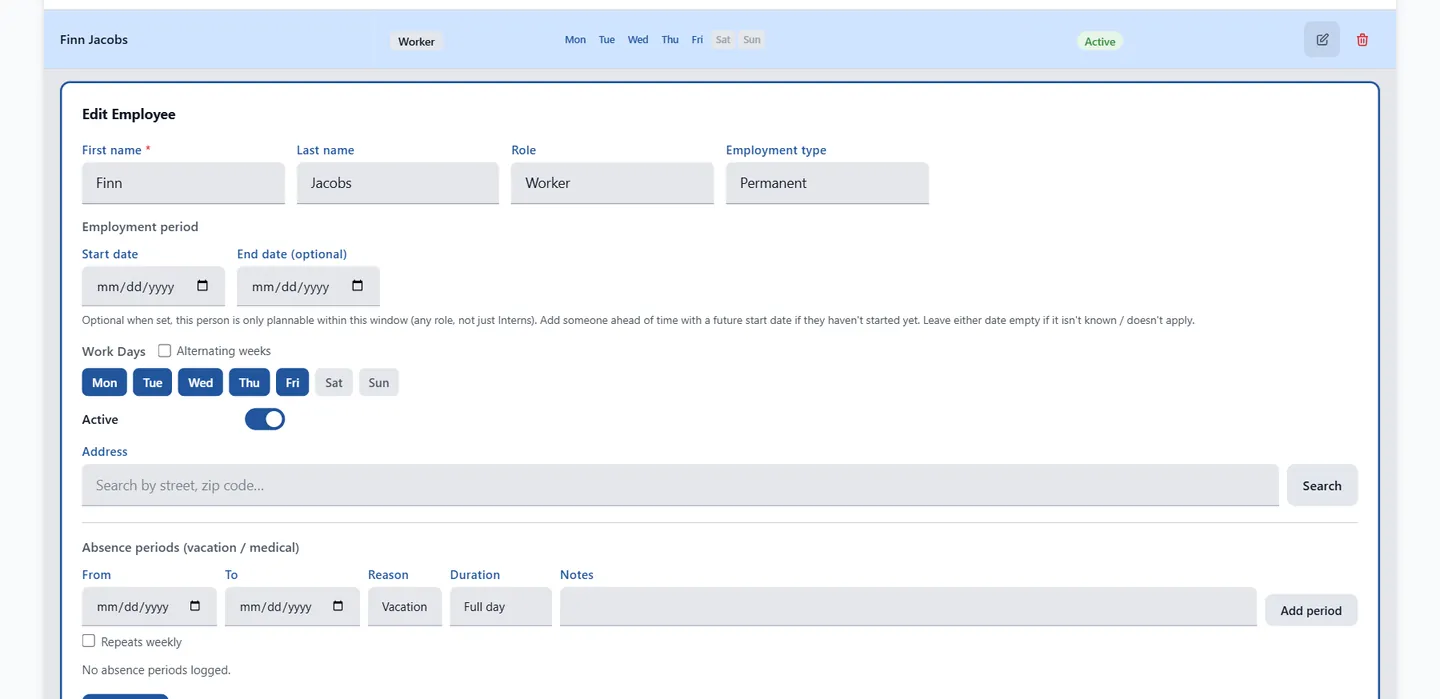 Finn Jacobs Worker Mon Tue Wed Thu Fri Sat Sun Active
Edit Employee
First name * Last name Role Employment type
Finn Jacobs Worker Permanent
Employment period
Start date End date (optional)
mm/dd/yyyy mm/dd/yyyy
Optional when set, this person is only plannable within this window (any role, not just Interns). Add someone ahead of time with a future start date if they haven't started yet. Leave either date empty if it isn't known / doesn't apply.
Work Days Alternating weeks
Mon Tue Wed Thu Fri Sat Sun
Active
Address
Search by street, zip code... Search
Absence periods (vacation / medical)
From To Reason Duration Notes
mm/dd/yyyy mm/dd/yyyy Vacation Full day Add period
Repeats weekly
No absence periods logged.